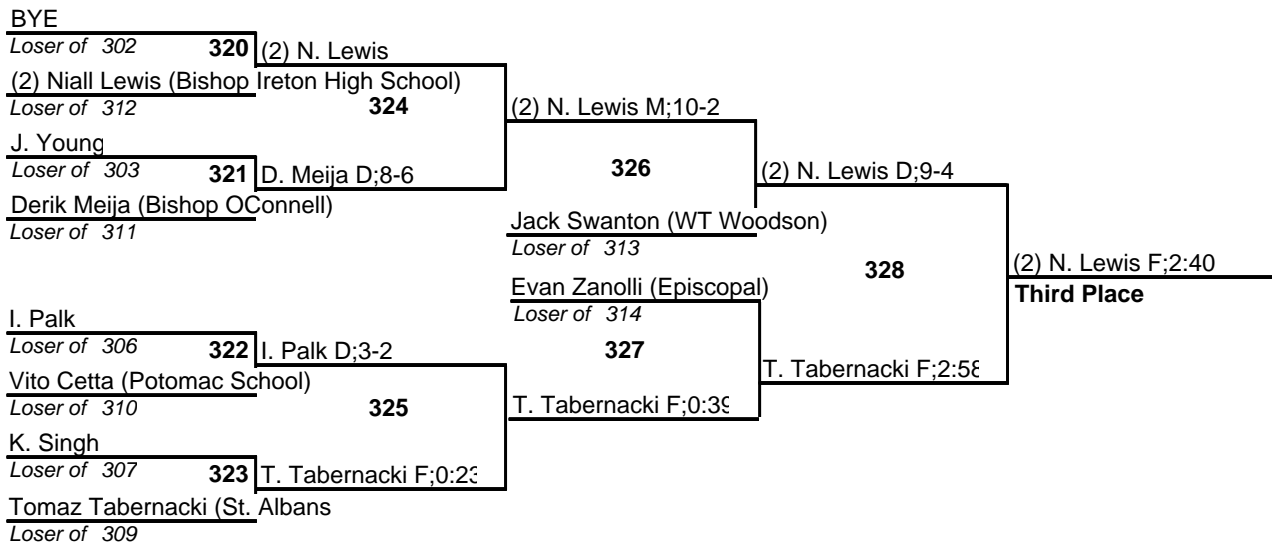 BYE
Loser of 302
320
(2) N. Lewis
(2) Niall Lewis (Bishop Ireton High School)
Loser of 312
324
(2) N. Lewis M;10-2
J. Young
Loser of 303
321
D. Meija D;8-6
326
(2) N. Lewis D;9-4
Derik Meija (Bishop OConnell)
Loser of 311
Jack Swanton (WT Woodson)
Loser of 313
328
(2) N. Lewis F;2:40
Third Place
Evan Zanolli (Episcopal)
Loser of 314
I. Palk
Loser of 306
322
I. Palk D;3-2
327
T. Tabernacki F;2:58
Vito Cetta (Potomac School)
Loser of 310
325
T. Tabernacki F;0:39
K. Singh
Loser of 307
323
T. Tabernacki F;0:23
Tomaz Tabernacki (St. Albans
Loser of 309